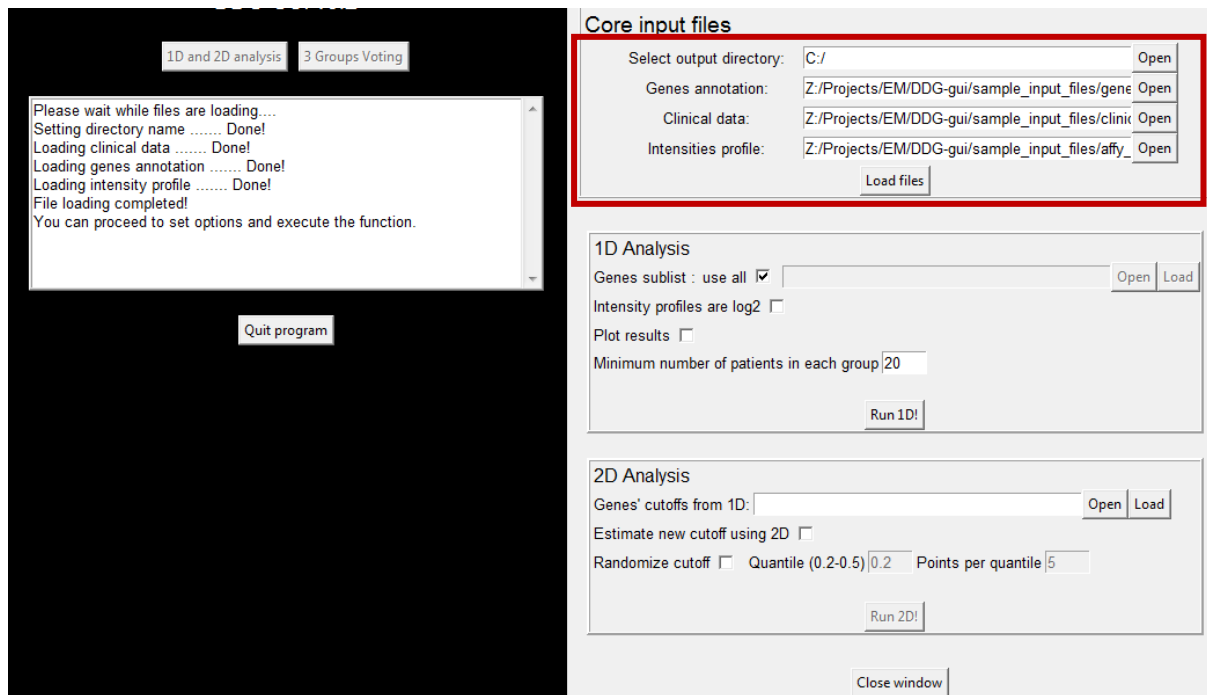 1D and 2D analysis 3 Groups Voting
Please wait while files are loading....
Setting directory name ....... Done!
Loading clinical data ....... Done!
Loading genes annotation ....... Done!
Loading intensity profile ....... Done!
File loading completed!
You can proceed to set options and execute the function.
Quit program
Core input files
Select output directory: C:/ Open
Genes annotation: Z:/Projects/EM/DDG-gui/sample_input_files/gene Open
Clinical data: Z:/Projects/EM/DDG-gui/sample_input_files/clinic Open
Intensities profile: Z:/Projects/EM/DDG-gui/sample_input_files/affy_ Open
Load files
1D Analysis
Genes sublist : use all Open Load
Intensity profiles are log2
Plot results
Minimum number of patients in each group 20
Run 1D!
2D Analysis
Genes' cutoffs from 1D: Open Load
Estimate new cutoff using 2D
Randomize cutoff Quantile (0.2-0.5) 0.2 Points per quantile 5
Run 2D!
Close window